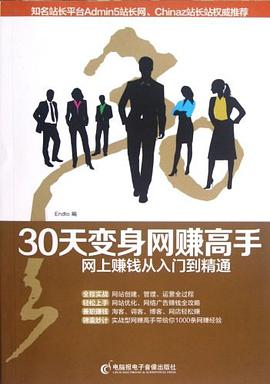 知名站长平台Admin5站长网、Chinaz站长站权威推荐
30
Endto 编
30天变身网赚高手
网上赚钱从入门到精通
全程实战 网站创建、管理、运营全过程
轻松上手 网站优化、网络广告赚钱全攻略
兼职赚钱 淘客、调客、博客、网店轻松赚
锦囊妙计 实战型网赚高手带给你1000条网赚经验
电脑报电子音像出版社